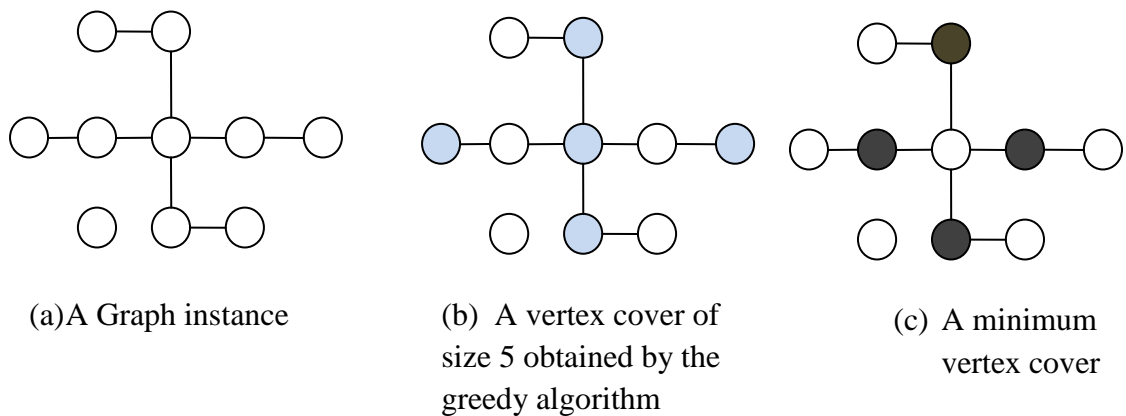 (a)A Graph instance
(b) A vertex cover of
size 5 obtained by the
greedy algorithm
(c) A minimum
vertex cover